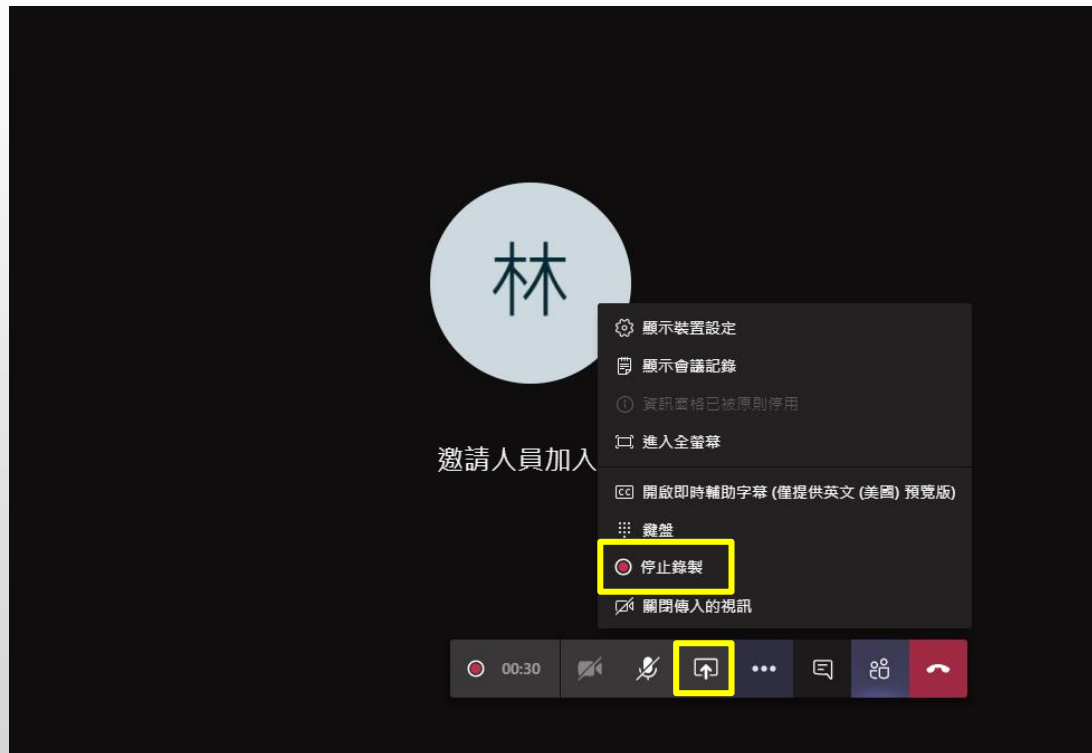 林
邀請人員加入
顯示裝置設定
顯示會議記錄
資訊窗格已被原則停用
進入全螢幕
CC 開啟即時輔助字幕 (僅提供英文 (美國) 預覽版)
鍵盤
停止錄製
關閉傳入的視訊
00:30